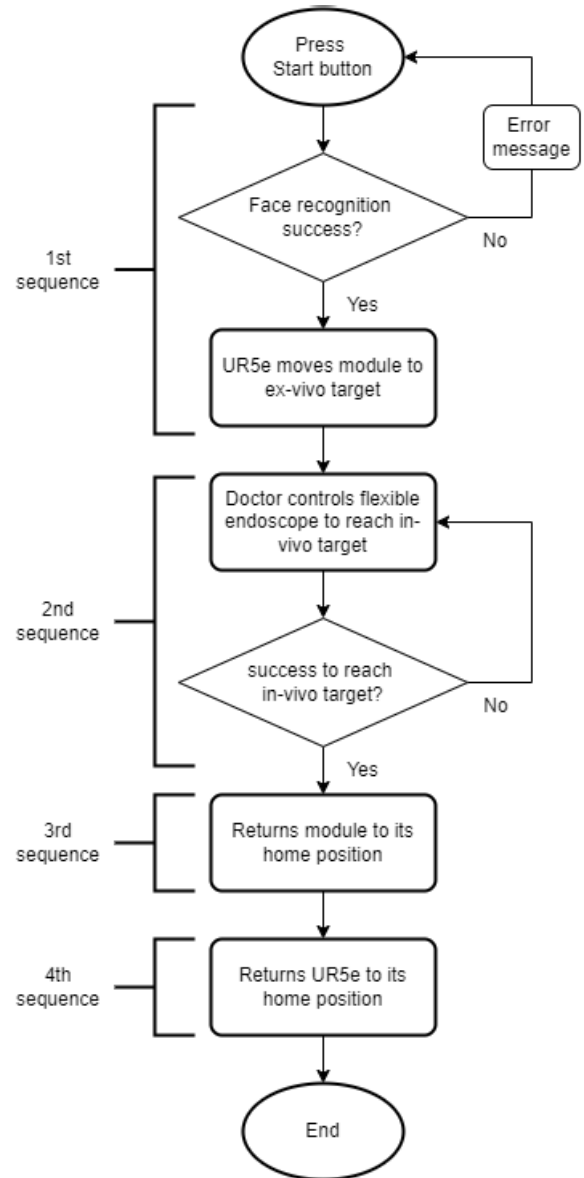 Press
Start button
Error
message
Face recognition
success?
No
1st
sequence
Yes
UR5e moves module to
ex-vivo target
Doctor controls flexible
endoscope to reach in-
vivo target
2nd
sequence
success to reach
in-vivo target?
No
Yes
3rd
sequence
Returns module to its
home position
4th
sequence
Returns UR5e to its
home position
End